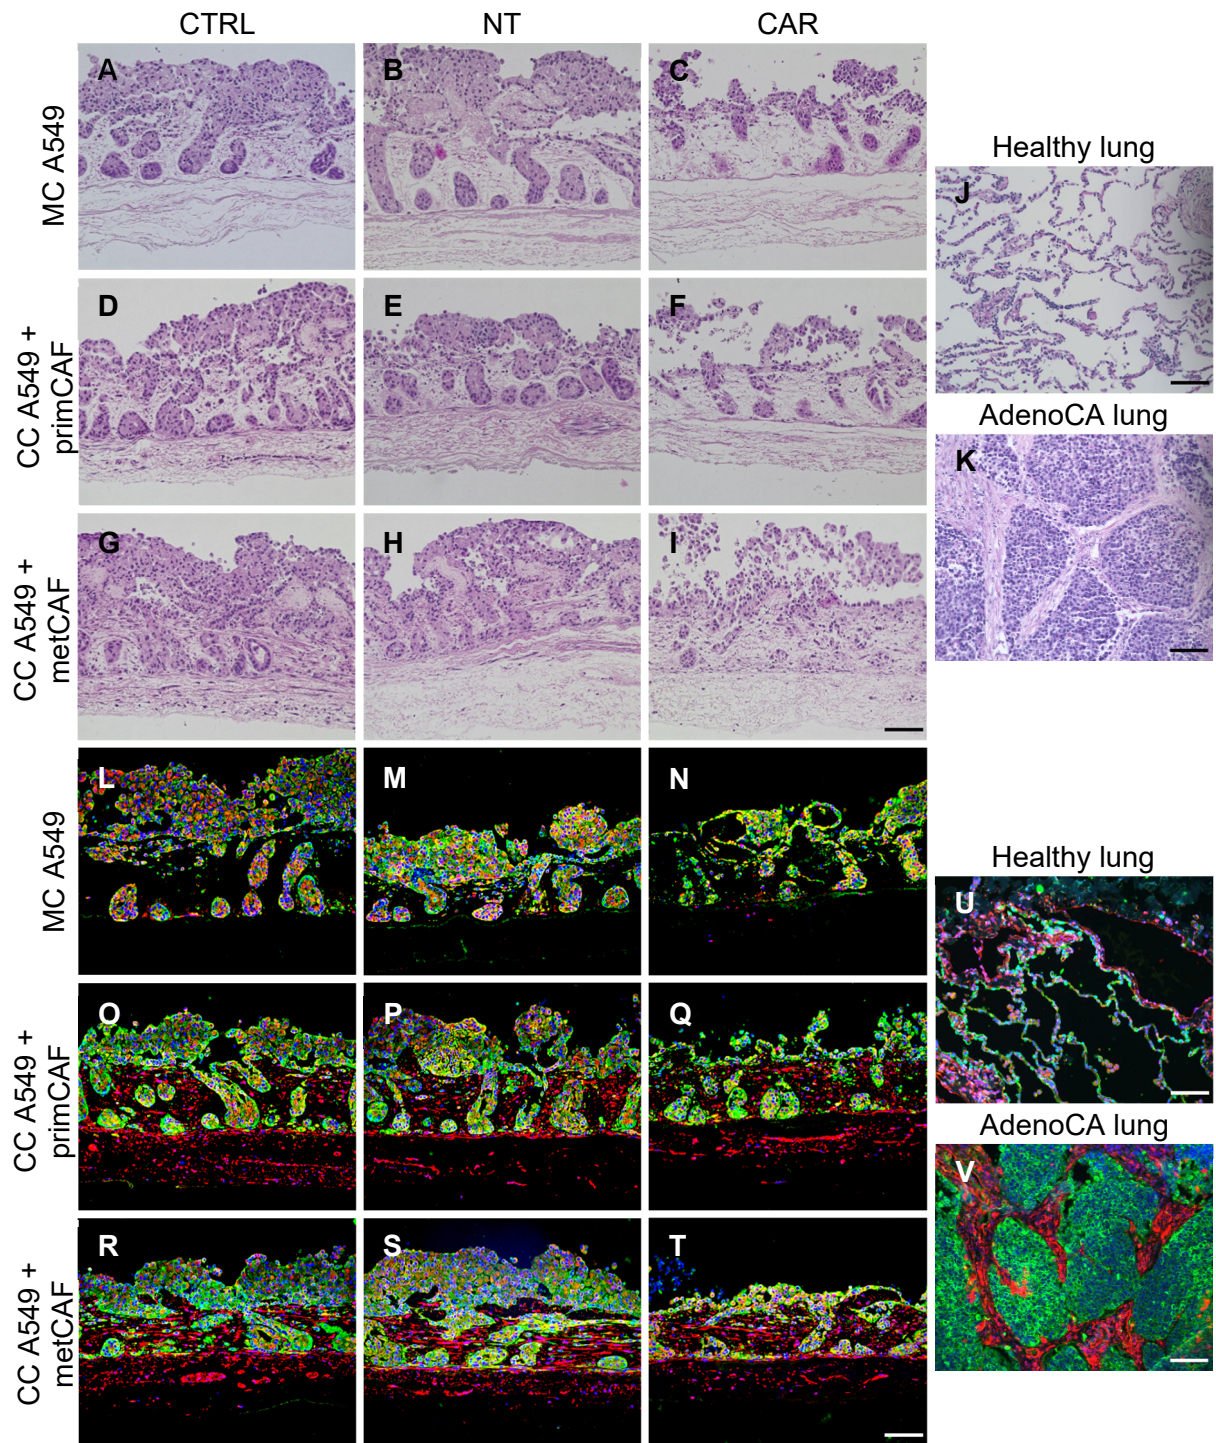 CTRL NT CAR
MC A549
A B C
CC A549 +
primCAF
D E F
CC A549 +
metCAF
G H I
Healthy lung
J
AdenoCA lung
K
MC A549
L M N
CC A549 +
primCAF
O P Q
CC A549 +
metCAF
R S T
Healthy lung
U
AdenoCA lung
V